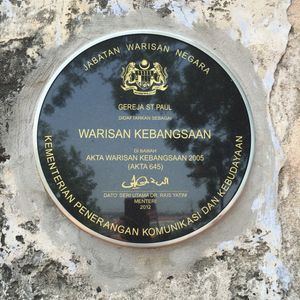 JABATAN WARISAN NEGARA
GEREJA ST. PAUL
DIDAFTARKAN SEBAGAI
WARISAN KEBANGSAAN
DI BAWAH
AKTA WARISAN KEBANGSAAN 2005
(AKTA 645)
DATO' SERI UTAMA DR. RAIS YATIM
MENTERI
2012
KEMENTERIAN PENERANGAN KOMUNIKASI DAN KEBUDAYAAN